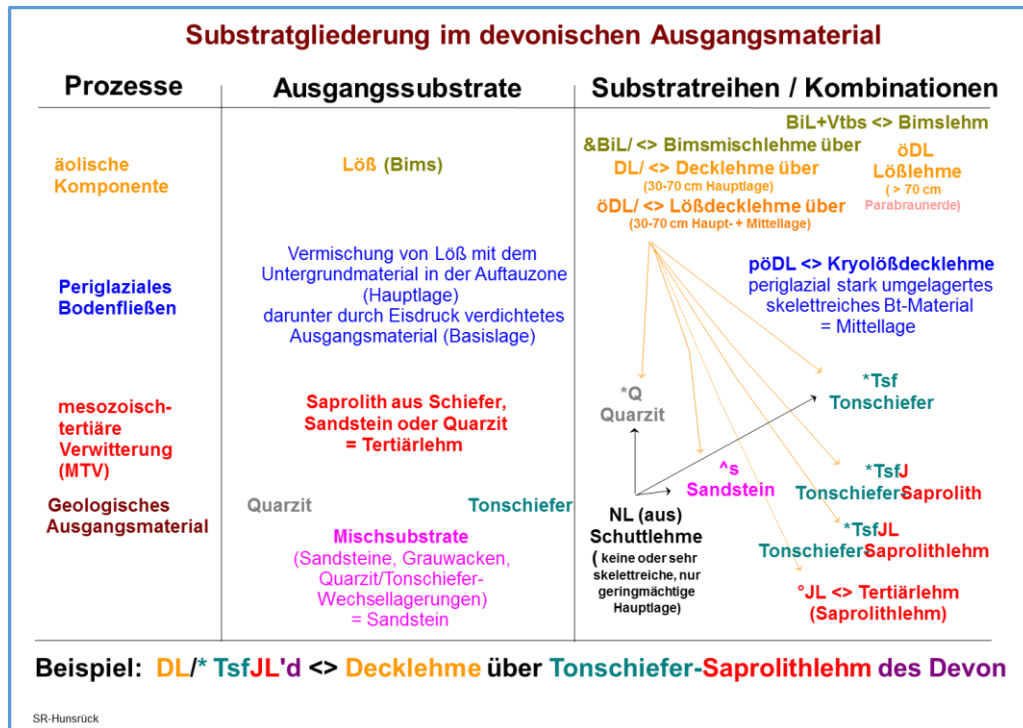 Substratgliederung im devonischen Ausgangsmaterial
Prozesse
Ausgangssubstrate
Substratreihen / Kombinationen
äolische
Komponente
Löß (Bims)
BiL+Vtbs <> Bimslehm
&BiL/ <> Bimsmischlehme über
DL/ <> Decklehme über
(30-70 cm Hauptlage)
öDL/ <> Lößdecklehme über
(30-70 cm Haupt- + Mittellage)
öDL
Lößlehme
( > 70 cm
Parabraunerde)
Periglaziales
Bodenfließen
Vermischung von Löß mit dem
Untergrundmaterial in der Auftauzone
(Hauptlage)
darunter durch Eisdruck verdichtetes
Ausgangsmaterial (Basislage)
pöDL <> Kryolößdecklehme
periglazial stark umgelagertes
skelettreiches Bt-Material
= Mittellage
mesozoisch-
tertiäre
Verwitterung
(MTV)
Saprolith aus Schiefer,
Sandstein oder Quarzit
= Tertiärlehm
*Q
Quarzit
*Tsf
Tonschiefer
^s
Sandstein
*TsfJ
Tonschiefer-Saprolith
Geologisches
Ausgangsmaterial
Quarzit
Tonschiefer
Mischsubstrate
(Sandsteine, Grauwacken,
Quarzit/Tonschiefer-
Wechsellagerungen)
= Sandstein
NL (aus)
Schuttlehme
( keine oder sehr
skelettreiche, nur
geringmächtige
Hauptlage)
*TsfJL
Tonschiefer-Saprolithlehm
°JL <> Tertiärlehm
(Saprolithlehm)
Beispiel: DL/* TsfJL'd <> Decklehme über Tonschiefer-Saprolithlehm des Devon
SR-Hunsrück